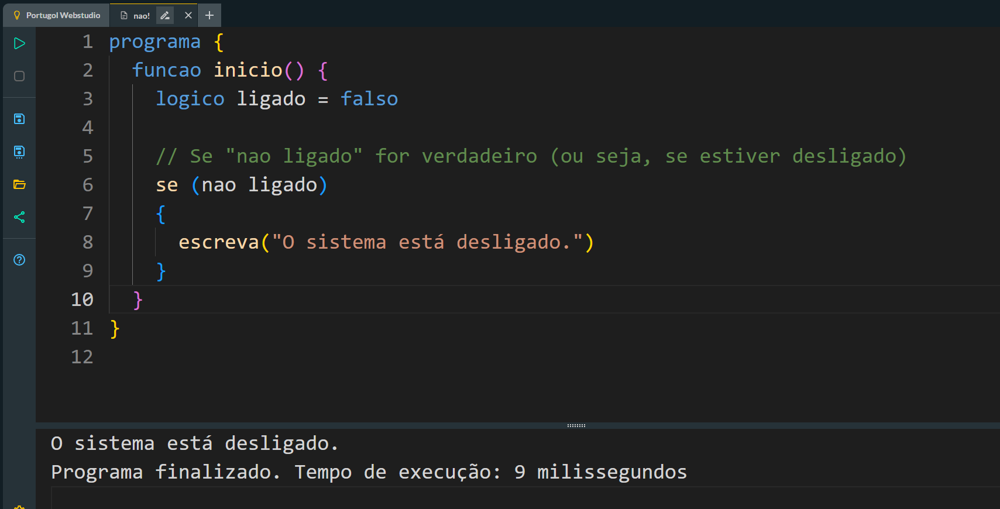 Portugol Webstudio
nao!
1 programa {
2 funcao inicio() {
3 logico ligado = falso
4
5 // Se "nao ligado" for verdadeiro (ou seja, se estiver desligado)
6 se (nao ligado)
7 {
8 escreva("O sistema está desligado.")
9 }
10 }
11 }
12
O sistema está desligado.
Programa finalizado. Tempo de execução: 9 milissegundos